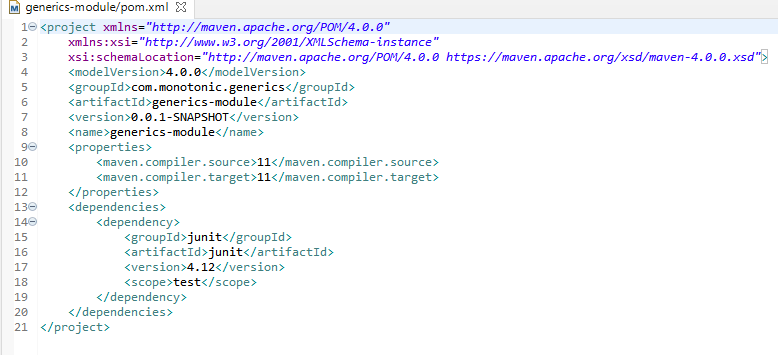 generics-module/pom.xml
1 <project xmlns="http://maven.apache.org/POM/4.0.0"
2 xmlns:xsi="http://www.w3.org/2001/XMLSchema-instance"
3 xsi:schemaLocation="http://maven.apache.org/POM/4.0.0 https://maven.apache.org/xsd/maven-4.0.0.xsd">
4 <modelVersion>4.0.0</modelVersion>
5 <groupId>com.monotonic.generics</groupId>
6 <artifactId>generics-module</artifactId>
7 <version>0.0.1-SNAPSHOT</version>
8 <name>generics-module</name>
9 <properties>
10 <maven.compiler.source>11</maven.compiler.source>
11 <maven.compiler.target>11</maven.compiler.target>
12 </properties>
13 <dependencies>
14 <dependency>
15 <groupId>junit</groupId>
16 <artifactId>junit</artifactId>
17 <version>4.12</version>
18 <scope>test</scope>
19 </dependency>
20 </dependencies>
21 </project>